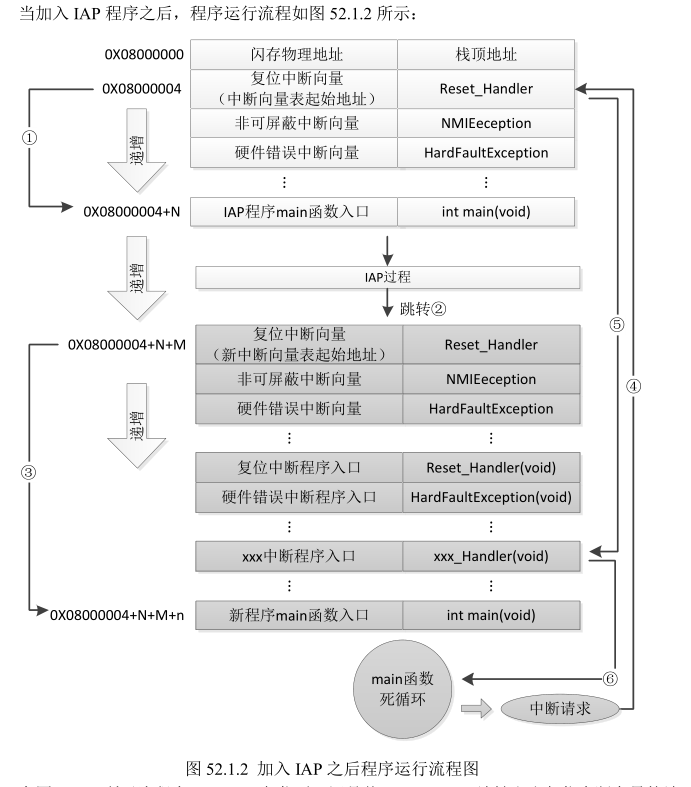 当加入 IAP 程序之后，程序运行流程如图 52.1.2 所示：
0X08000000 闪存物理地址 栈顶地址
0X08000004 复位中断向量
（中断向量表起始地址） Reset_Handler
非可屏蔽中断向量 NMIEeception
① 递增 硬件错误中断向量 HardFaultException
⋮ ⋮
0X08000004+N IAP程序main函数入口 int main(void)
递增
IAP过程
跳转②
⑤
0X08000004+N+M 复位中断向量
（新中断向量表起始地址） Reset_Handler
非可屏蔽中断向量 NMIEeception
④
递增 硬件错误中断向量 HardFaultException
⋮ ⋮
③ 复位中断程序入口 Reset_Handler(void)
硬件错误中断程序入口 HardFaultException(void)
⋮ ⋮
xxx中断程序入口 xxx_Handler(void)
⋮ ⋮
0X08000004+N+M+n 新程序main函数入口 int main(void)
⑥
main函数
死循环
中断请求
图 52.1.2 加入 IAP 之后程序运行流程图